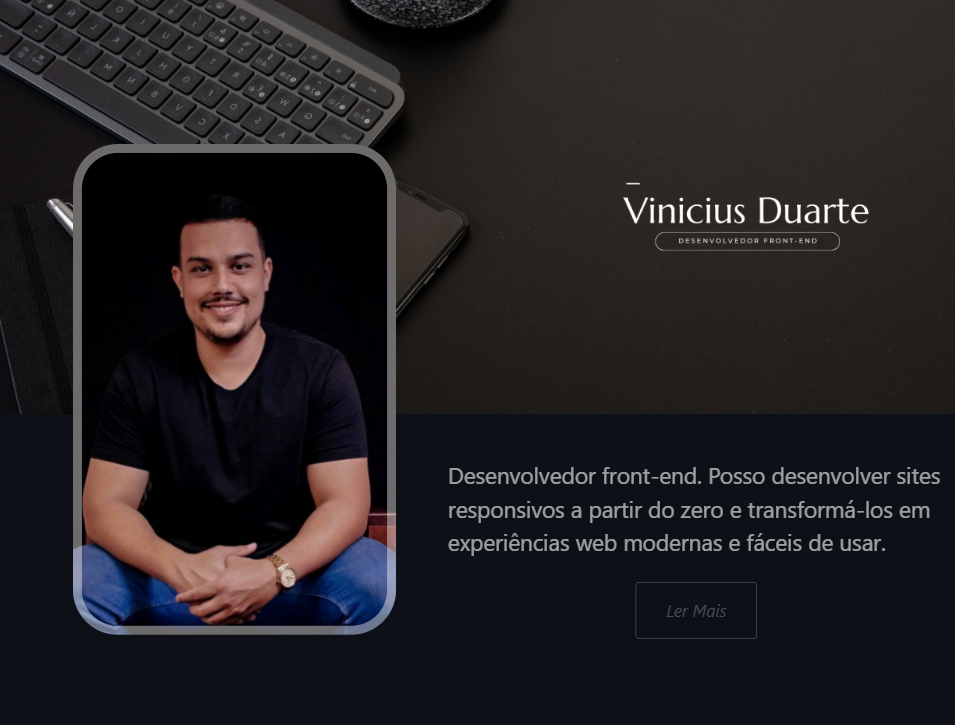 Vinicius Duarte
DESENVOLVEDOR FRONT-END
Desenvolvedor front-end. Posso desenvolver sites
responsivos a partir do zero e transformá-los em
experiências web modernas e fáceis de usar.
Ler Mais